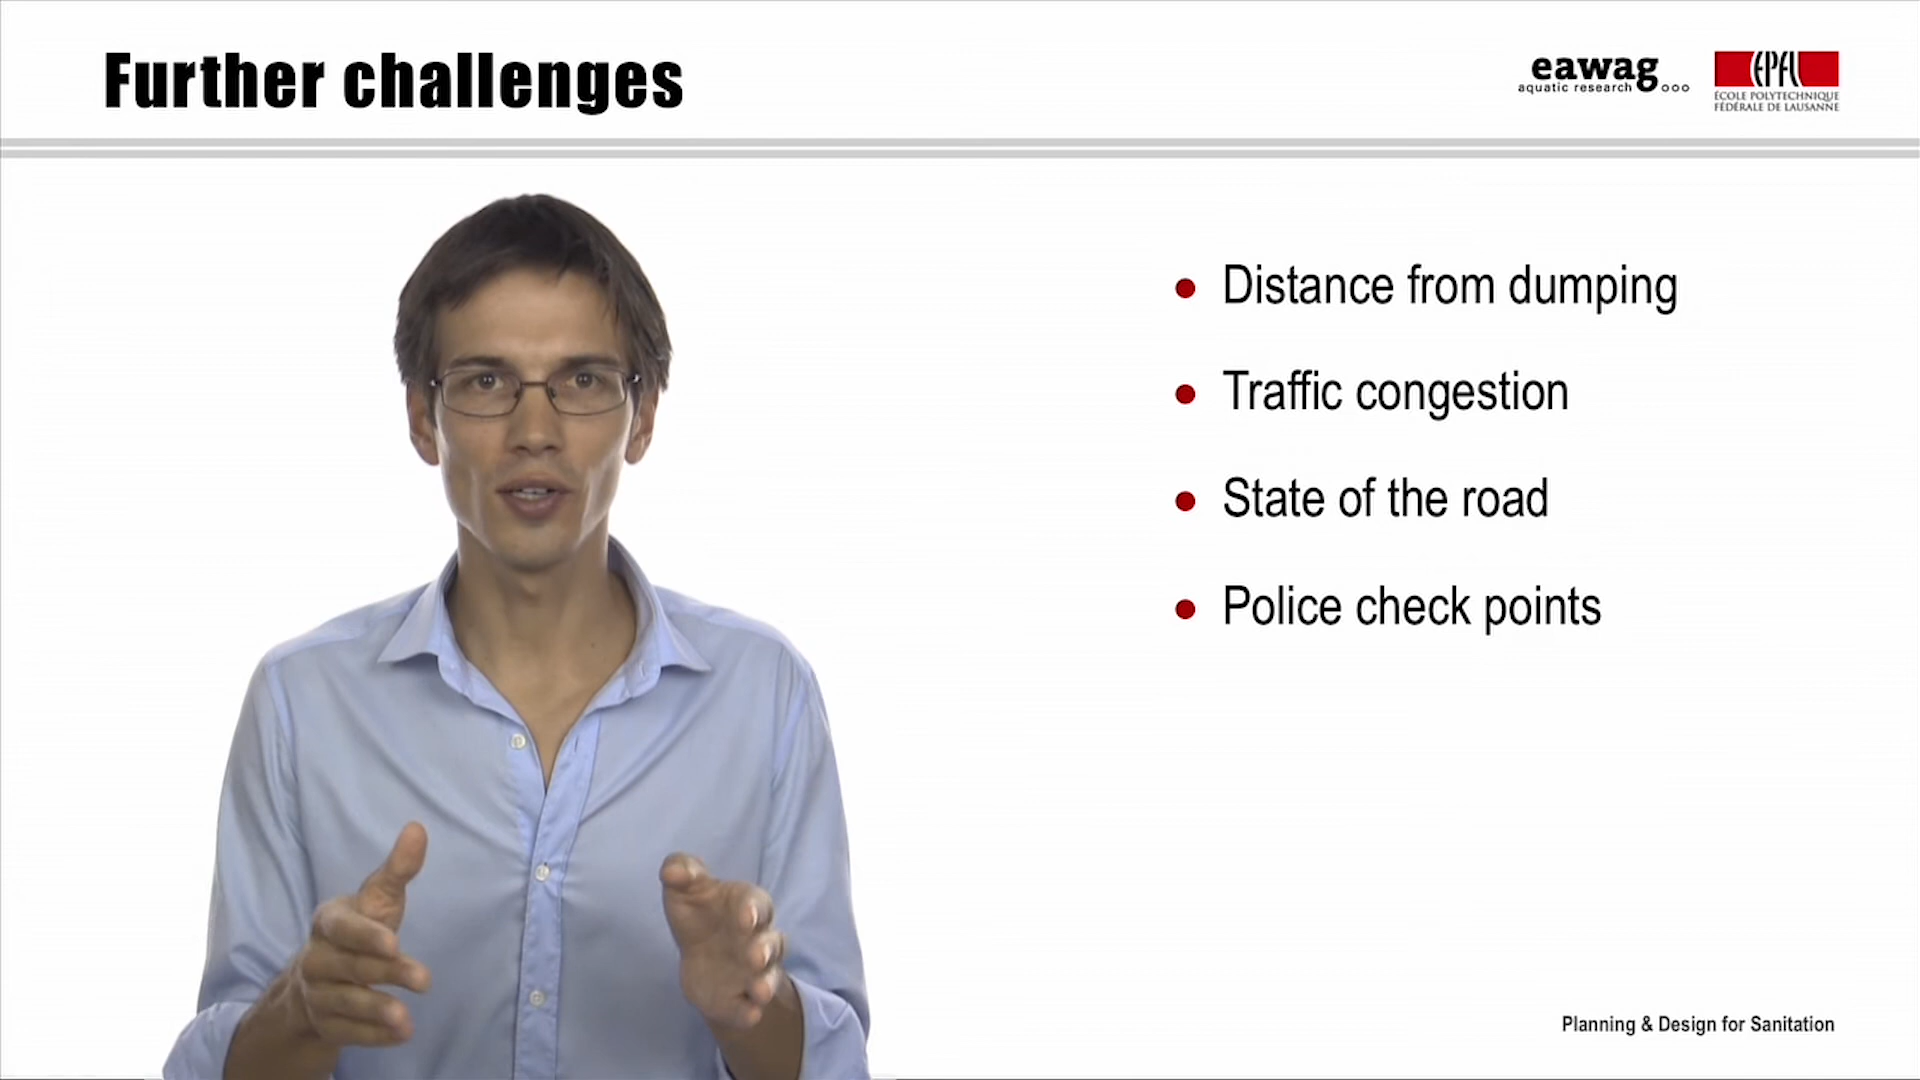 Further challenges
eawag
aquatic research
EPFL
ÉCOLE POLYTECHNIQUE
FÉDÉRALE DE LAUSANNE
Distance from dumping
Traffic congestion
State of the road
Police check points
Planning & Design for Sanitation